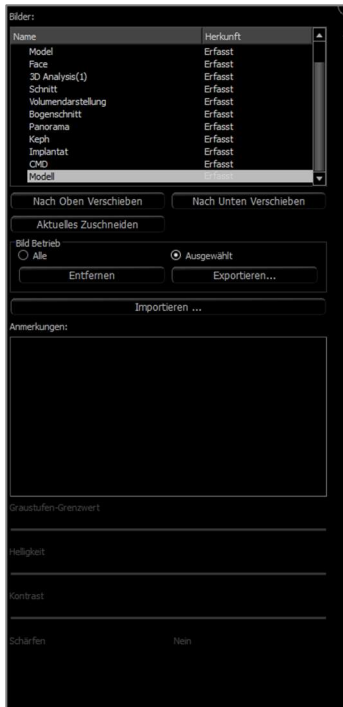 Bilder:
Name Herkunft
Model Erfasst
Face Erfasst
3D Analysis(1) Erfasst
Schnitt Erfasst
Volumendarstellung Erfasst
Bogenschnitt Erfasst
Panorama Erfasst
Keph Erfasst
Implantat Erfasst
CMD Erfasst
Modell Erfasst
Nach Oben Verschieben Nach Unten Verschieben
Aktuelles Zuschneiden
Bild Betrieb
Alle Ausgewählt
Entfernen Exportieren...
Importieren ...
Anmerkungen:
Graustufen-Grenzwert
Helligkeit
Kontrast
Schärfen Nein